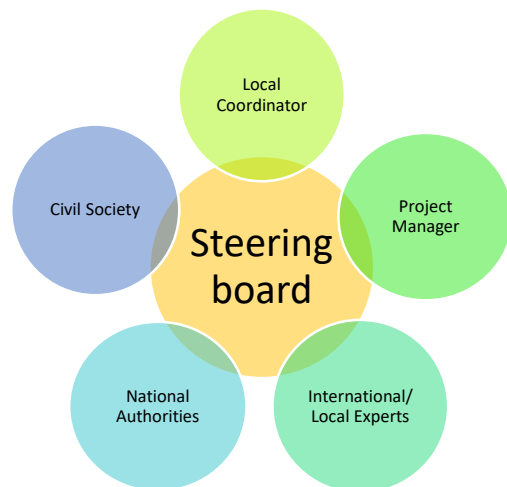 Local
Coordinator
Civil Society
Project
Manager
Steering
board
National
Authorities
International/
Local Experts